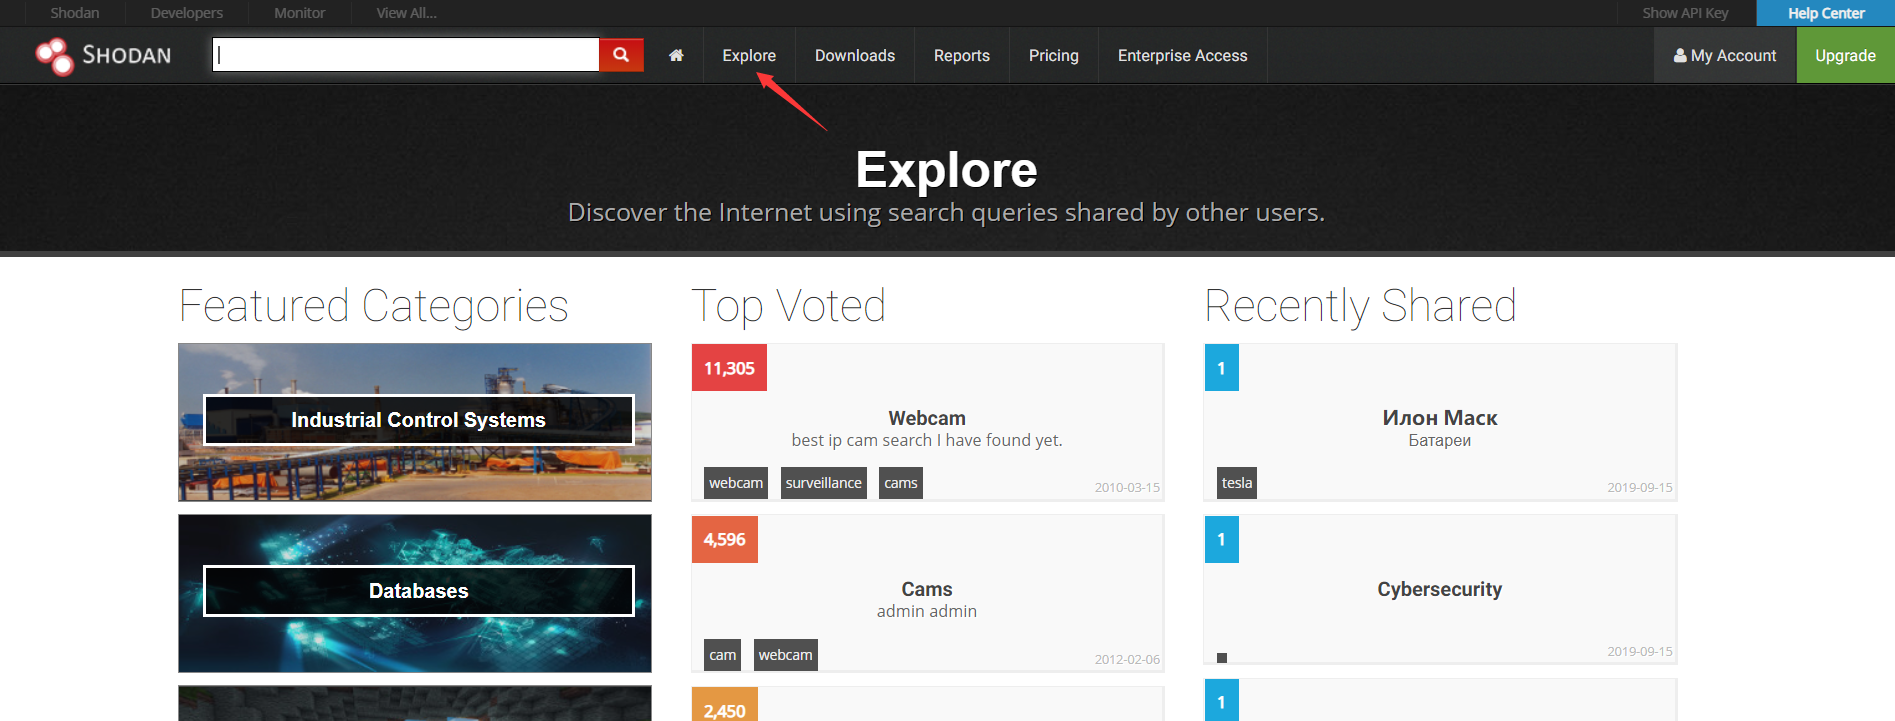 Shodan
Developers
Monitor
View All...
Show API Key
Help Center
SHODAN
Explore
Downloads
Reports
Pricing
Enterprise Access
My Account
Upgrade
Explore
Discover the Internet using search queries shared by other users.
Featured Categories
Industrial Control Systems
Databases
Top Voted
11,305
Webcam
best ip cam search I have found yet.
webcam surveillance cams
2010-03-15
4,596
Cams
admin admin
cam webcam
2012-02-06
2,450
Recently Shared
1
Илон Маск
Батареи
tesla
2019-09-15
1
Cybersecurity
2019-09-15
1